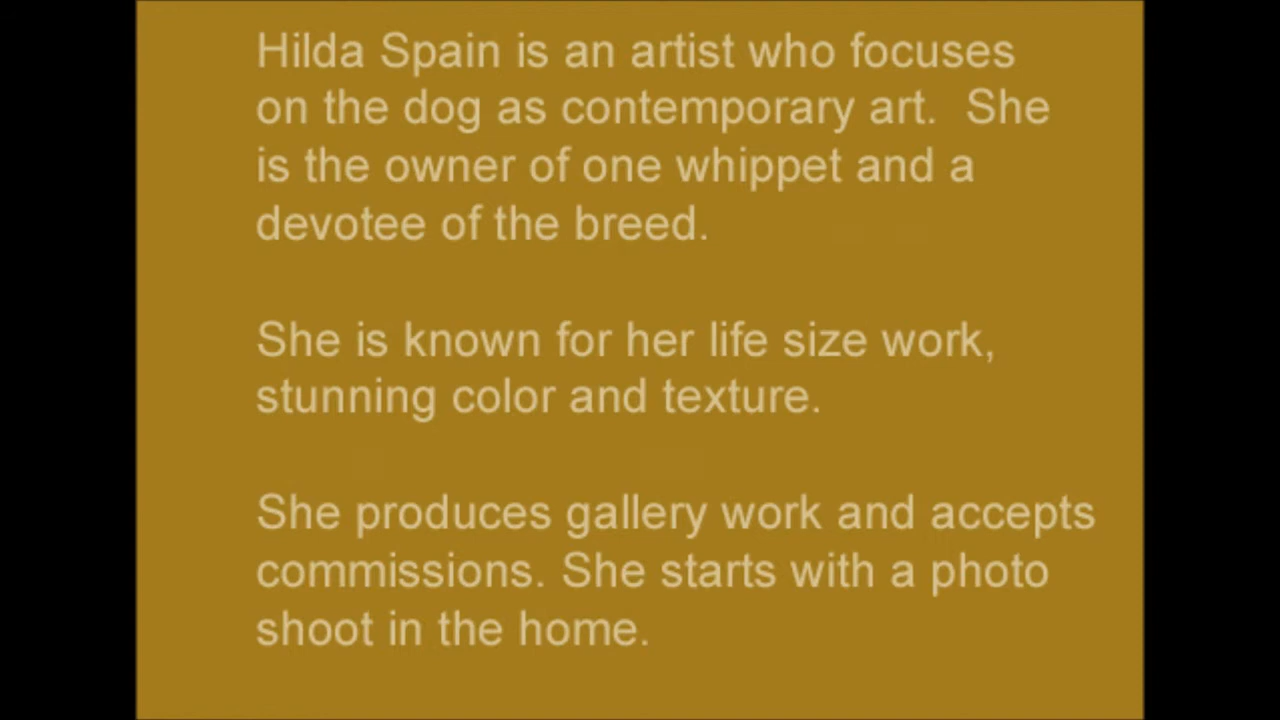 Hilda Spain is an artist who focuses
on the dog as contemporary art.  She
is the owner of one whippet and a
devotee of the breed.
She is known for her life size work,
stunning color and texture.
She produces gallery work and accepts
commissions. She starts with a photo
shoot in the home.